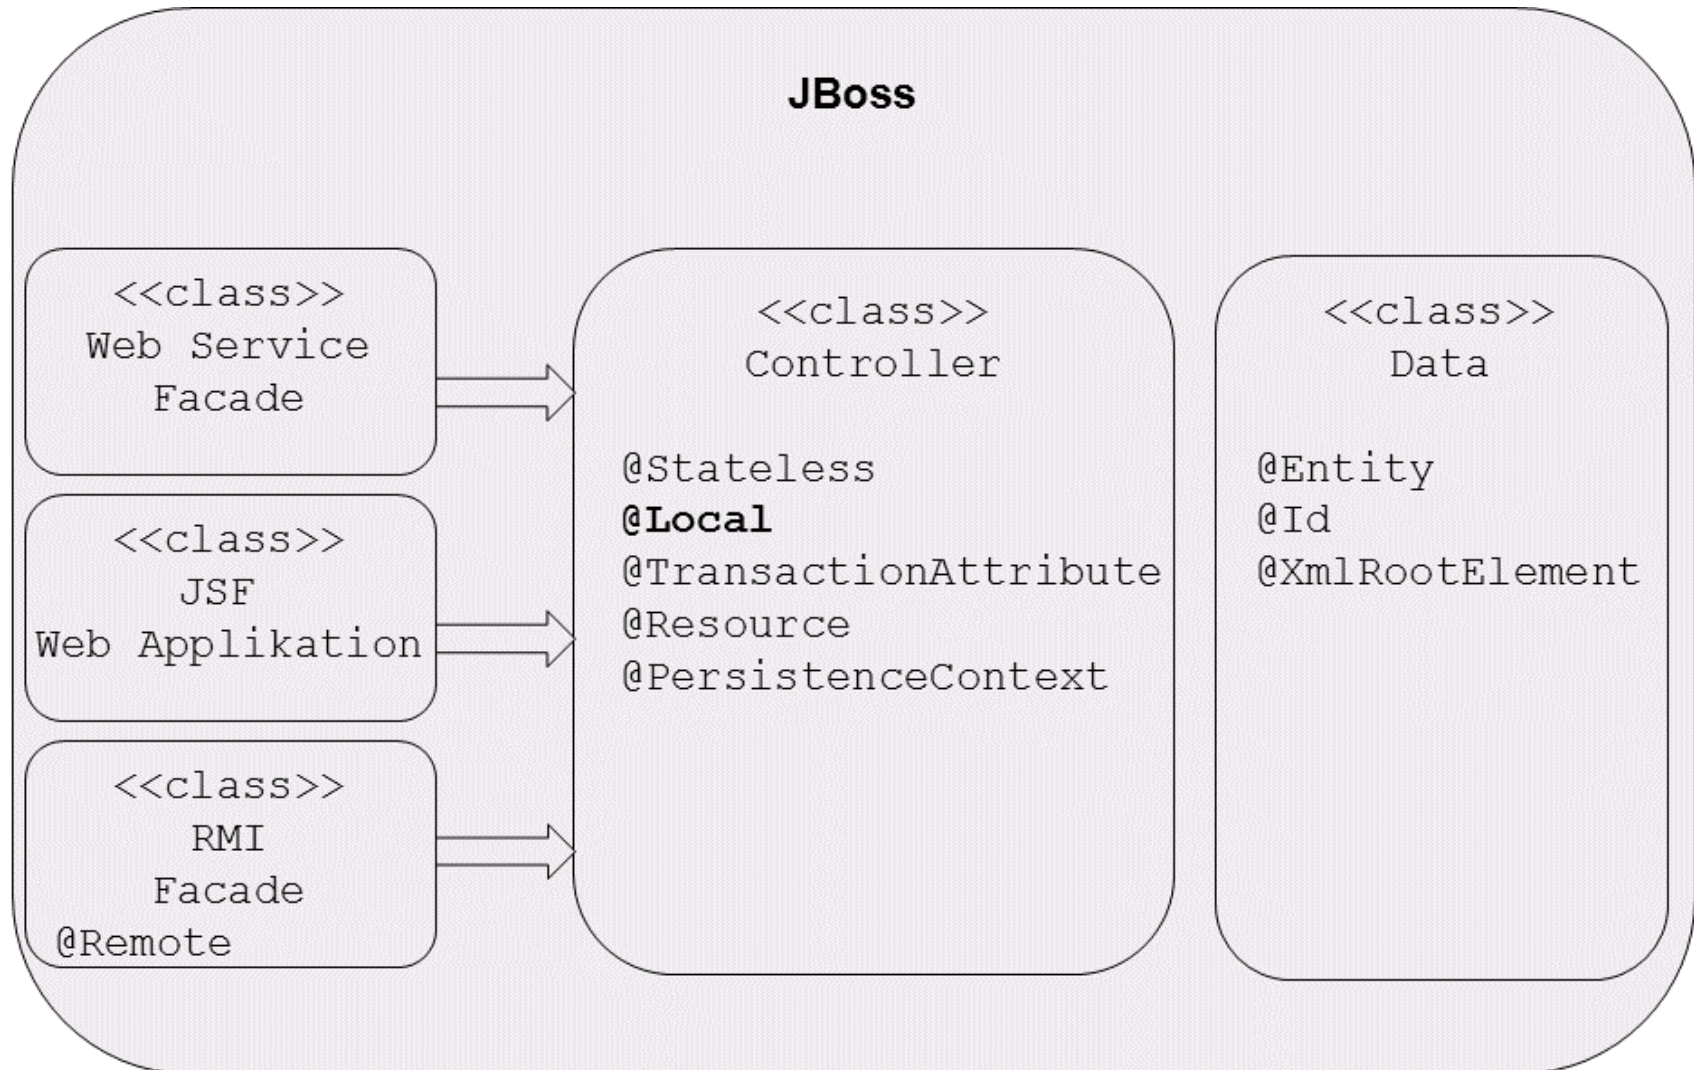 JBoss
<<class>>
Web Service
Facade
<<class>>
JSF
Web Applikation
<<class>>
RMI
Facade
@Remote
<<class>>
Controller
@Stateless
@Local
@TransactionAttribute
@Resource
@PersistenceContext
<<class>>
Data
@Entity
@Id
@XmlRootElement